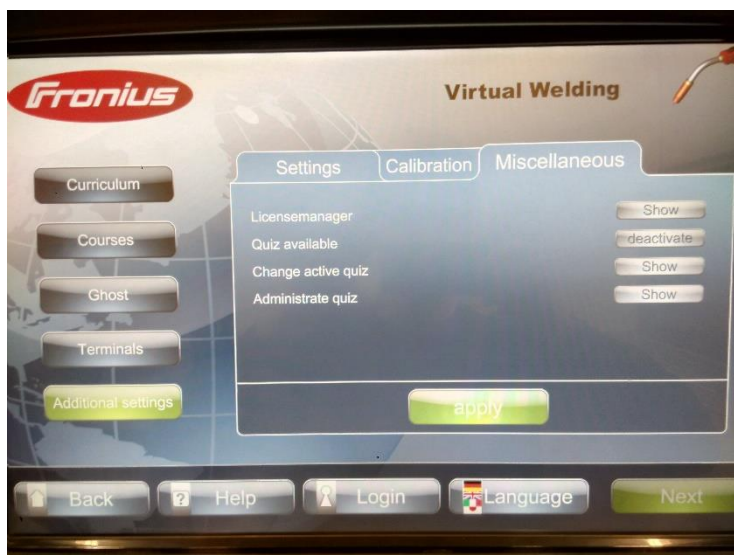 Fronius
Virtual Welding
Settings Calibration Miscellaneous
Curriculum
Courses
Ghost
Terminals
Additional settings
Licensemanager Show
Quiz available deactivate
Change active quiz Show
Administrate quiz Show
apply
Back ? Help Login Language Next